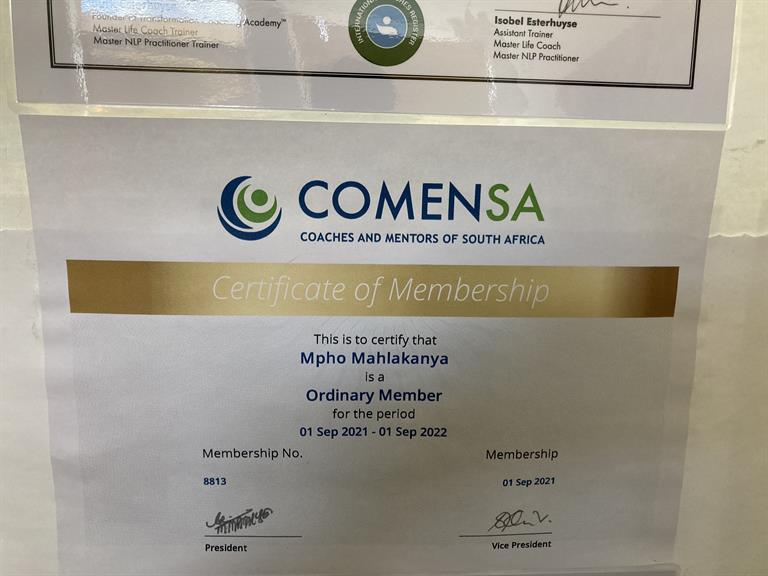 Academy™
Master Life Coach Trainer
Master NLP Practitioner Trainer
Isobel Esterhuyse
Assistant Trainer
Master Life Coach
Master NLP Practitioner
COMENSA
COACHES AND MENTORS OF SOUTH AFRICA
Certificate of Membership
This is to certify that
Mpho Mahlakanya
is a
Ordinary Member
for the period
01 Sep 2021 - 01 Sep 2022
Membership No.
Membership
8813
01 Sep 2021
President
Vice President